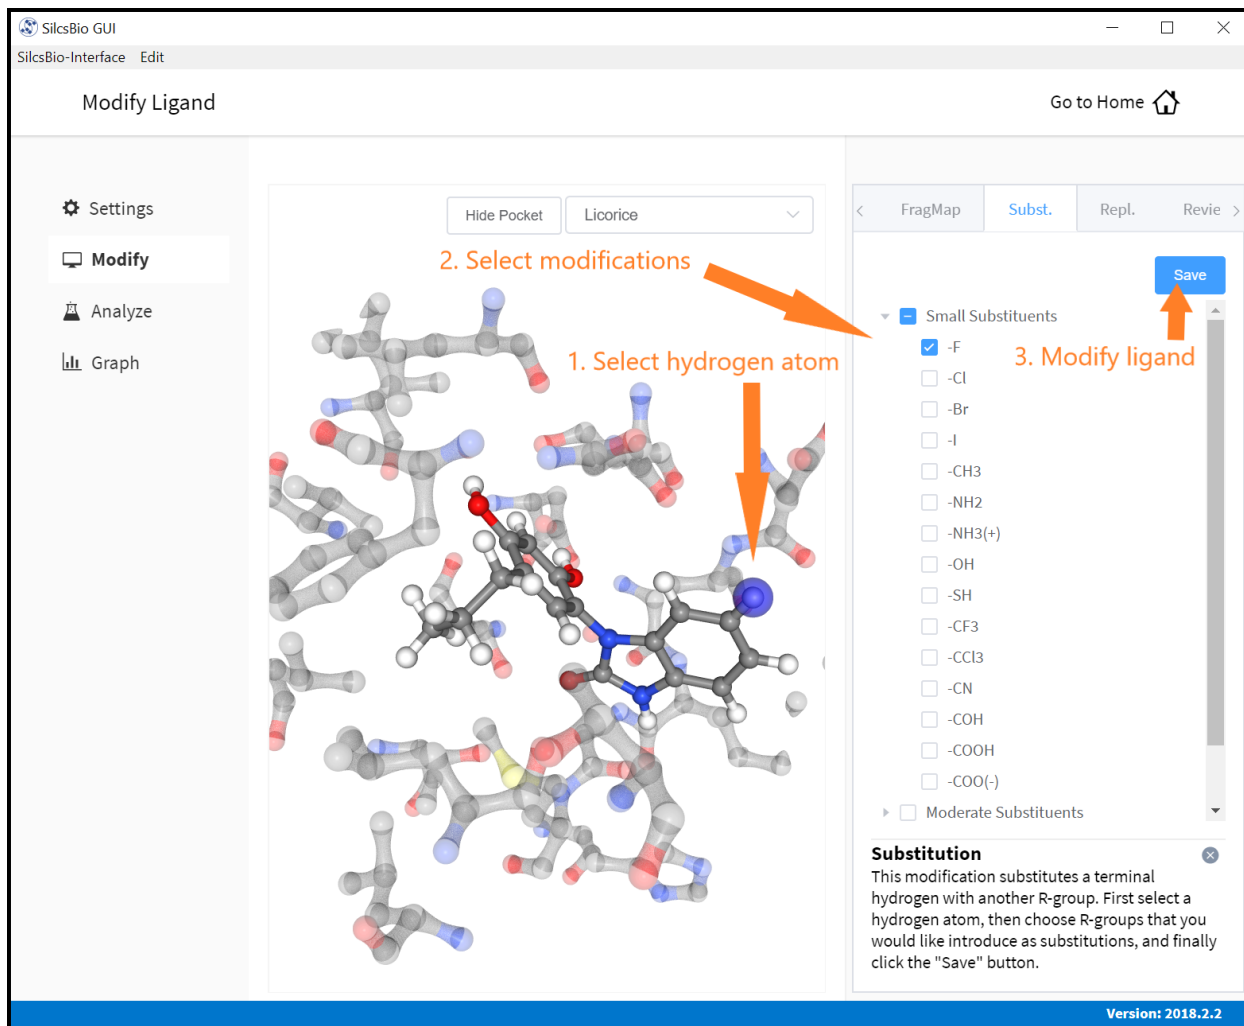 SilcsBio GUI
SilcsBio-Interface Edit
Modify Ligand
Go to Home
Settings
Modify
Analyze
Graph
Hide Pocket
Licorice
FragMap
Subst.
Repl.
Revie
2. Select modifications
Save
Small Substituents
1. Select hydrogen atom
3. Modify ligand
-F
-Cl
-Br
-I
-CH3
-NH2
-NH3(+)
-OH
-SH
-CF3
-CCl3
-CN
-COH
-COOH
-COO(-)
Moderate Substituents
Substitution
This modification substitutes a terminal
hydrogen with another R-group. First select a
hydrogen atom, then choose R-groups that you
would like introduce as substitutions, and finally
click the "Save" button.
Version: 2018.2.2